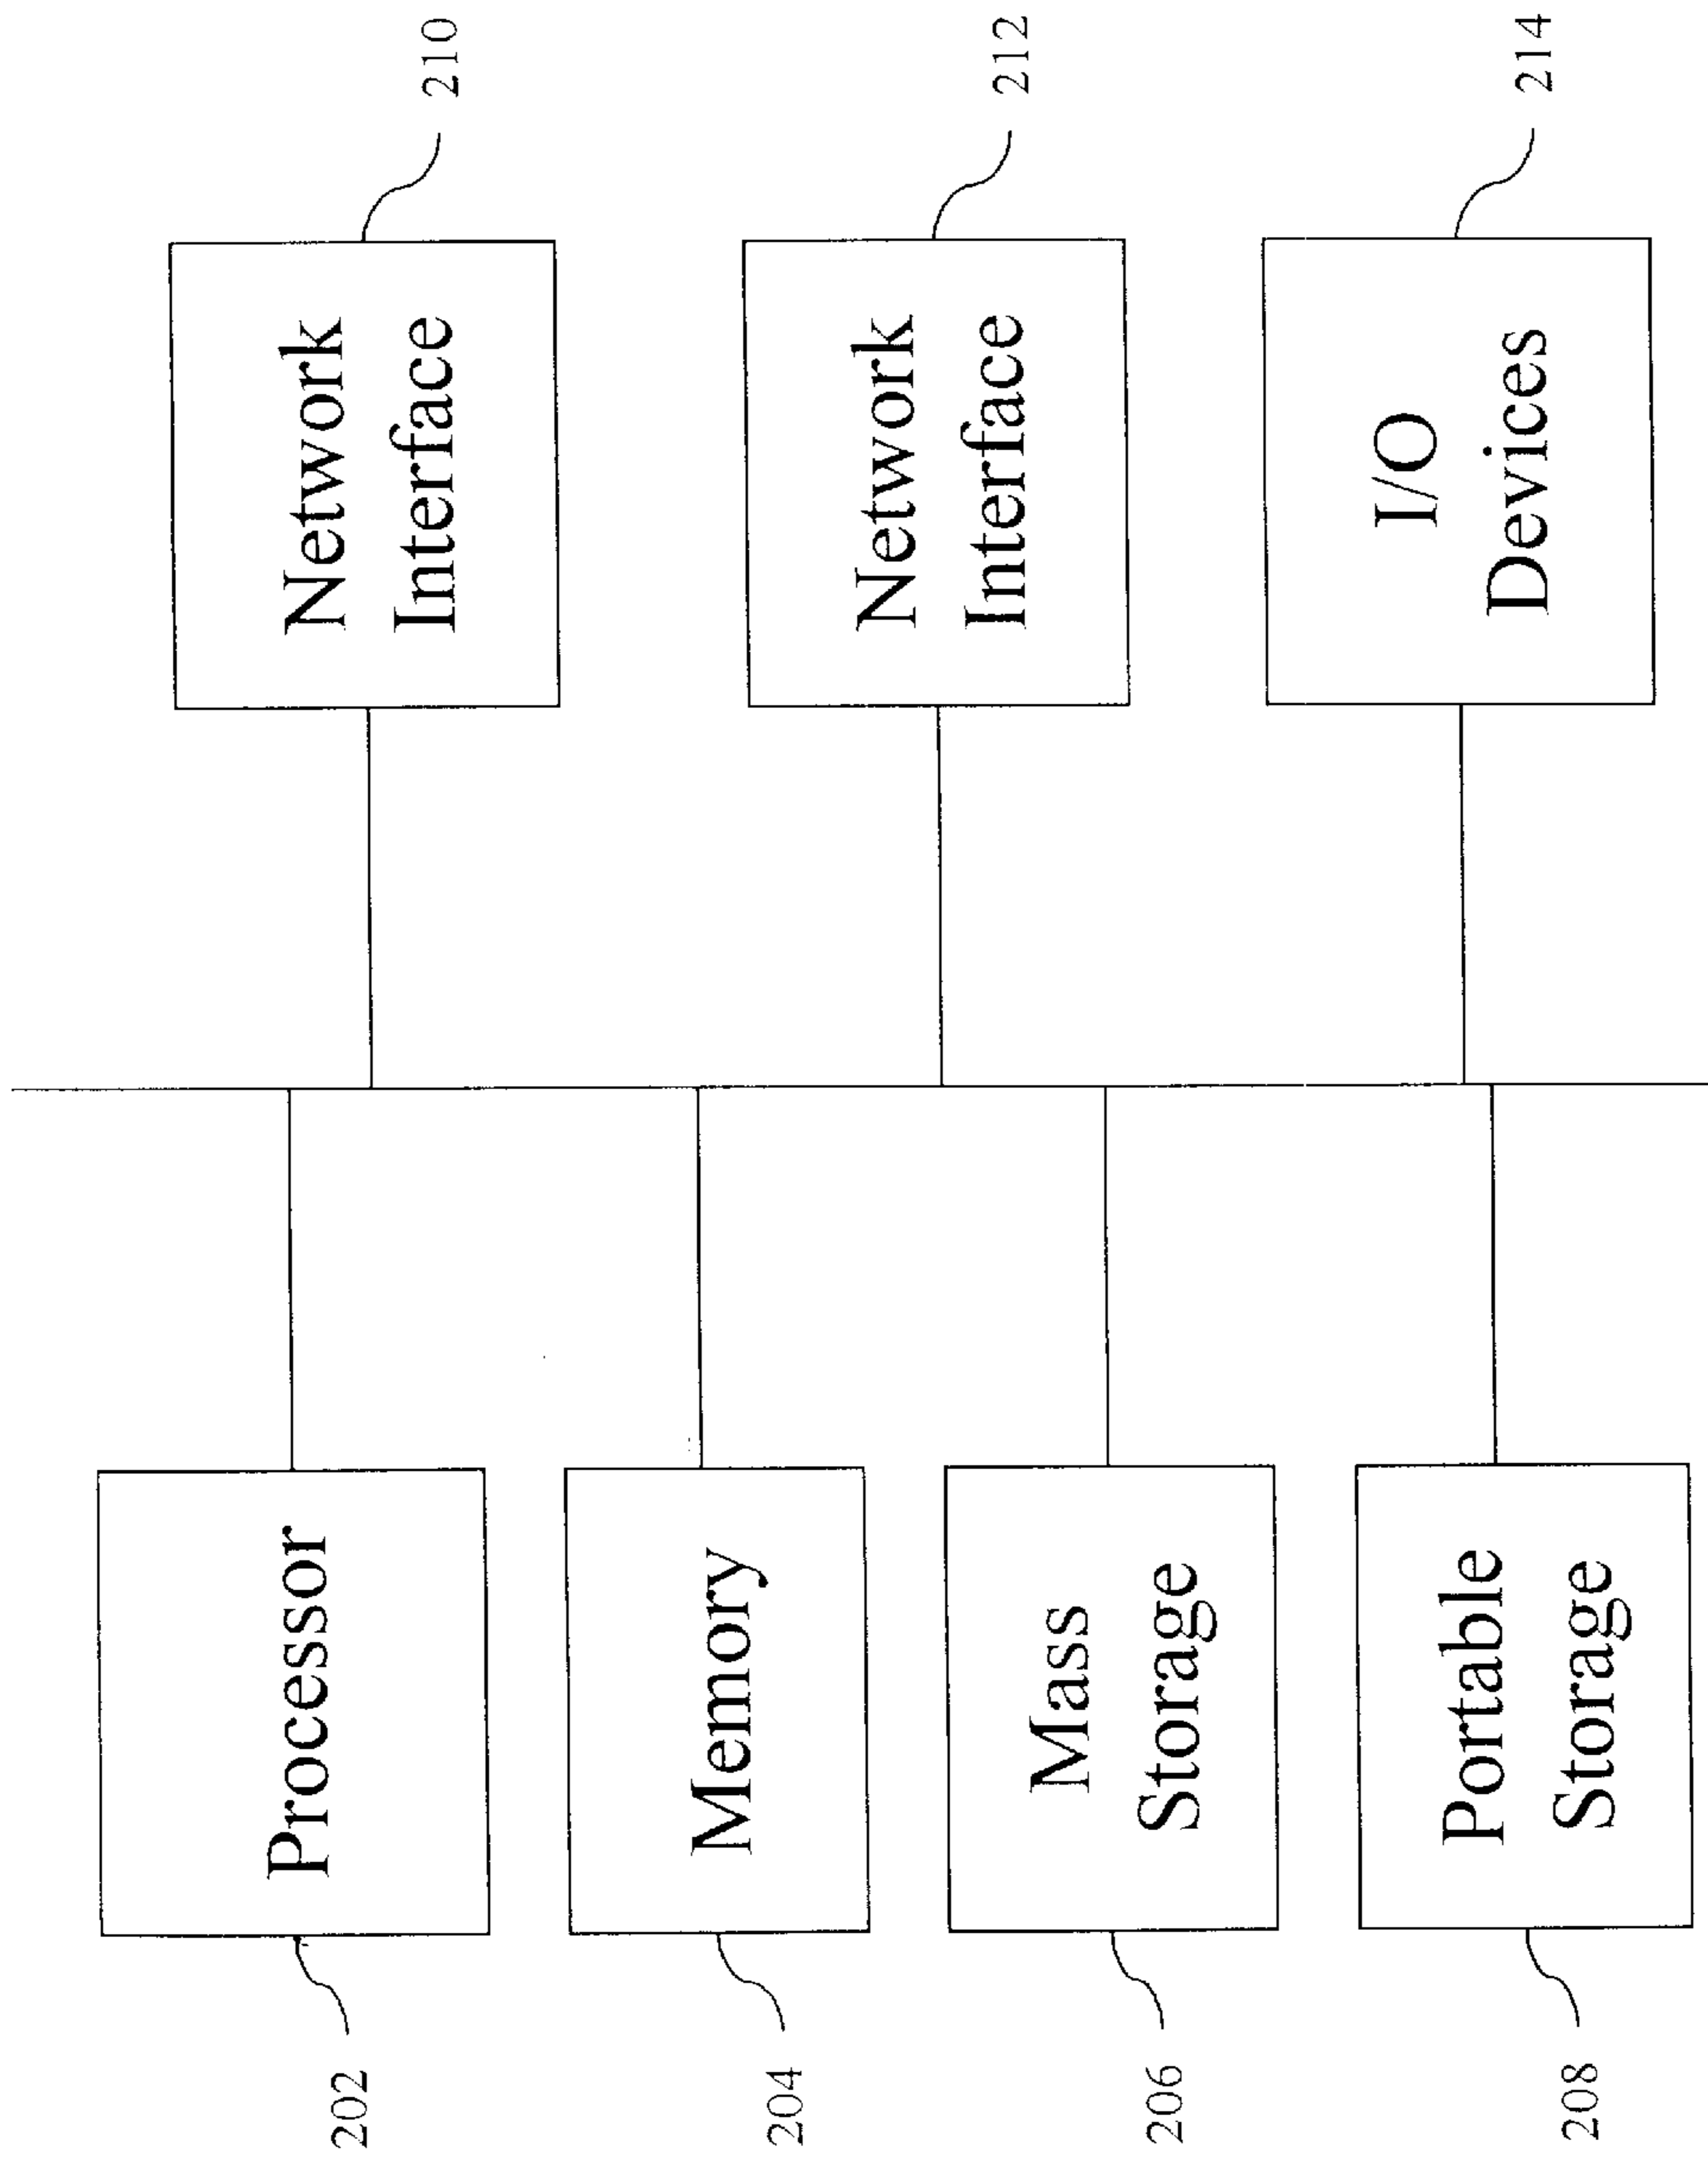 Processor
202
Memory
204
Mass
Storage
206
Portable
Storage
208
Network
Interface
210
Network
Interface
212
I/O
Devices
214